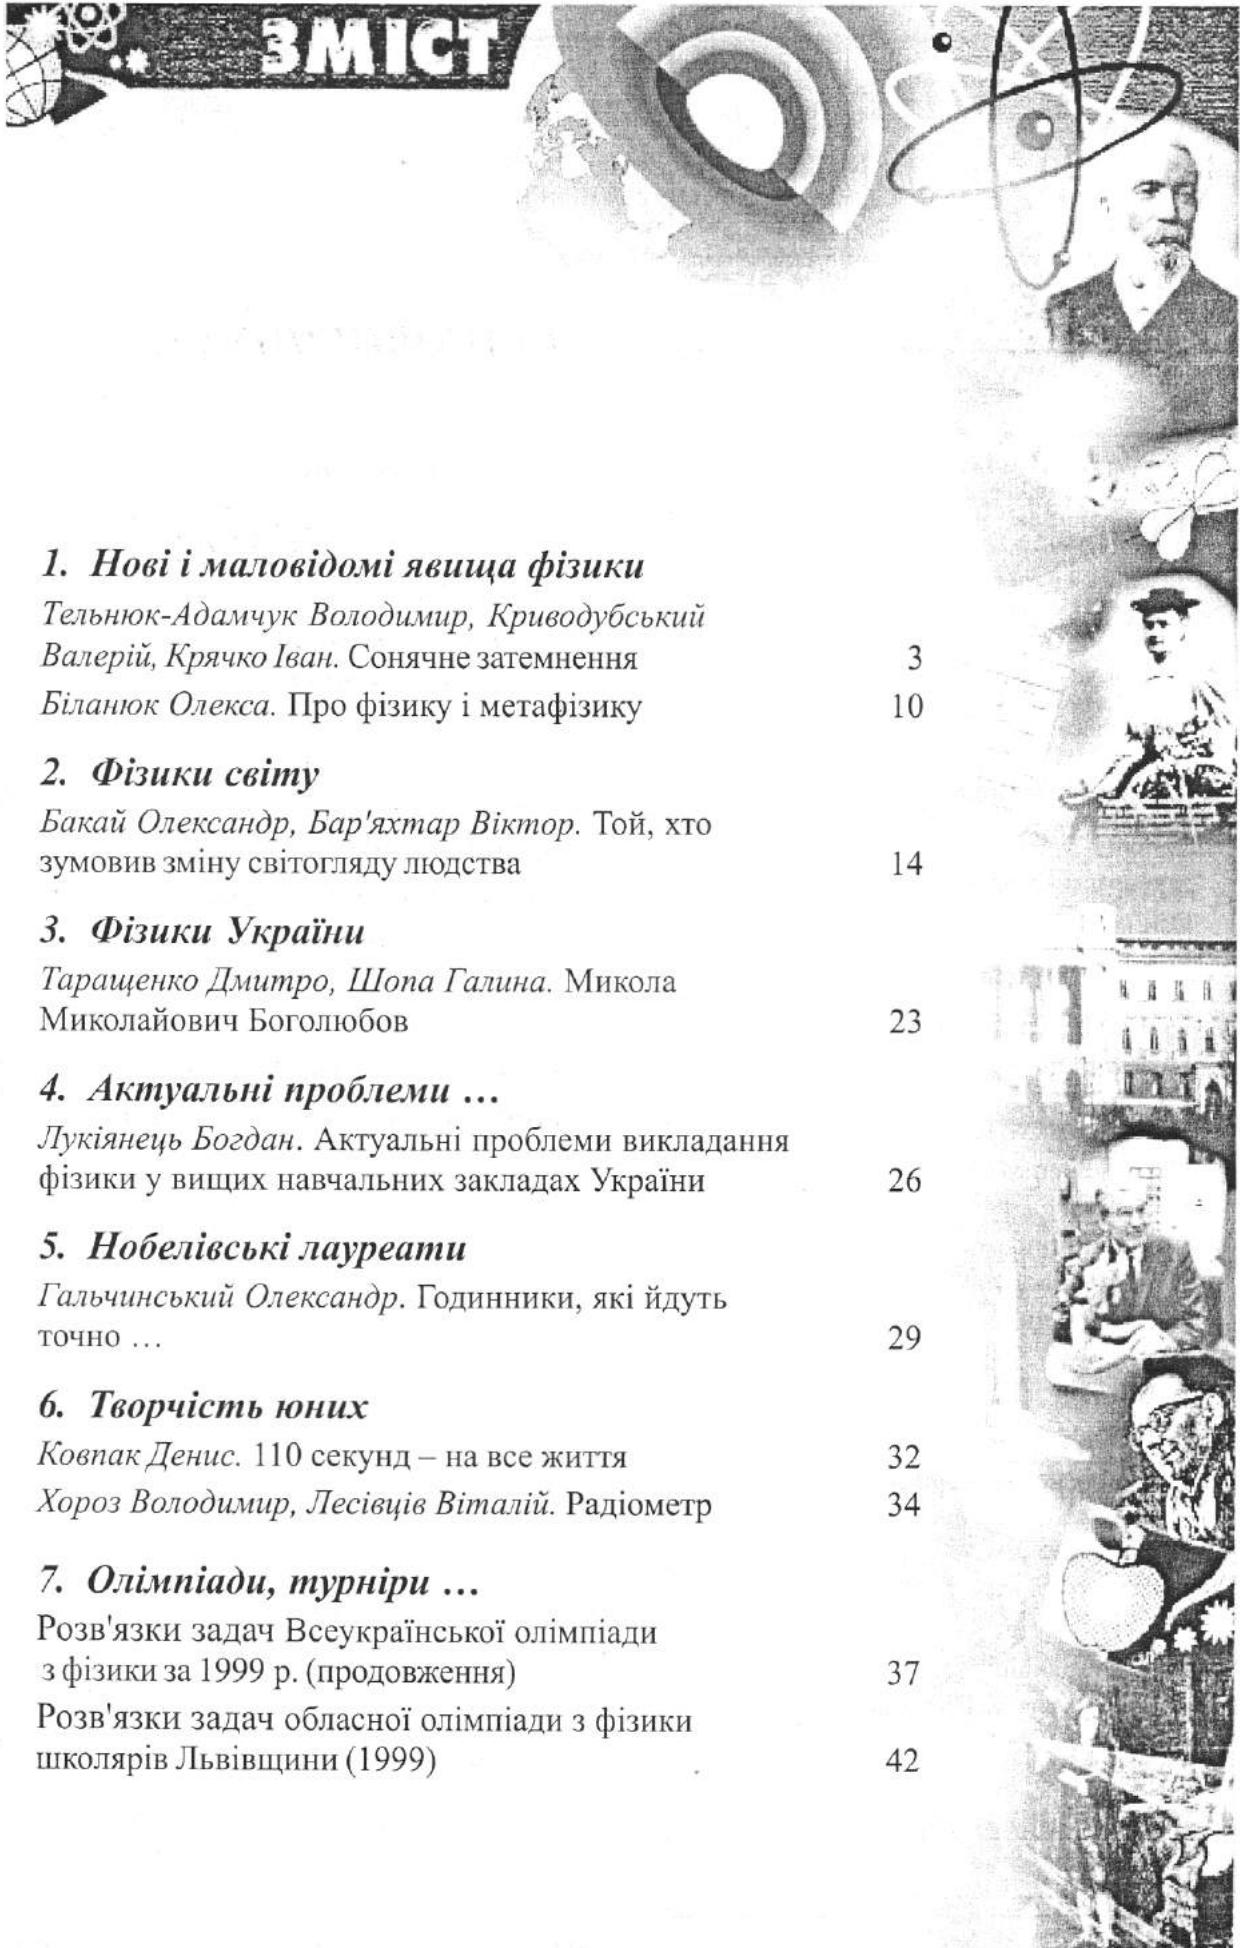 ЗМІСТ
1. Нові і маловідомі явища фізики
Тельнюк-Адамчук Володимир, Криводубський
Валерій, Крячко Іван. Сонячне затемнення 3
Біланюк Олекса. Про фізику і метафізику 10
2. Фізики світу
Бакай Олександр, Бар'яхтар Віктор. Той, хто
зумовив зміну світогляду людства 14
3. Фізики України
Таращенко Дмитро, Шопа Галина. Микола
Миколайович Боголюбов 23
4. Актуальні проблеми ...
Лукіянець Богдан. Актуальні проблеми викладання
фізики у вищих навчальних закладах України 26
5. Нобелівські лауреати
Гальчинський Олександр. Годинники, які йдуть
точно ... 29
6. Творчість юних
Ковпак Денис. 110 секунд – на все життя 32
Хороз Володимир, Лесівців Віталій. Радіометр 34
7. Олімпіади, турніри ...
Розв'язки задач Всеукраїнської олімпіади
з фізики за 1999 р. (продовження) 37
Розв'язки задач обласної олімпіади з фізики
школярів Львівщини (1999) 42